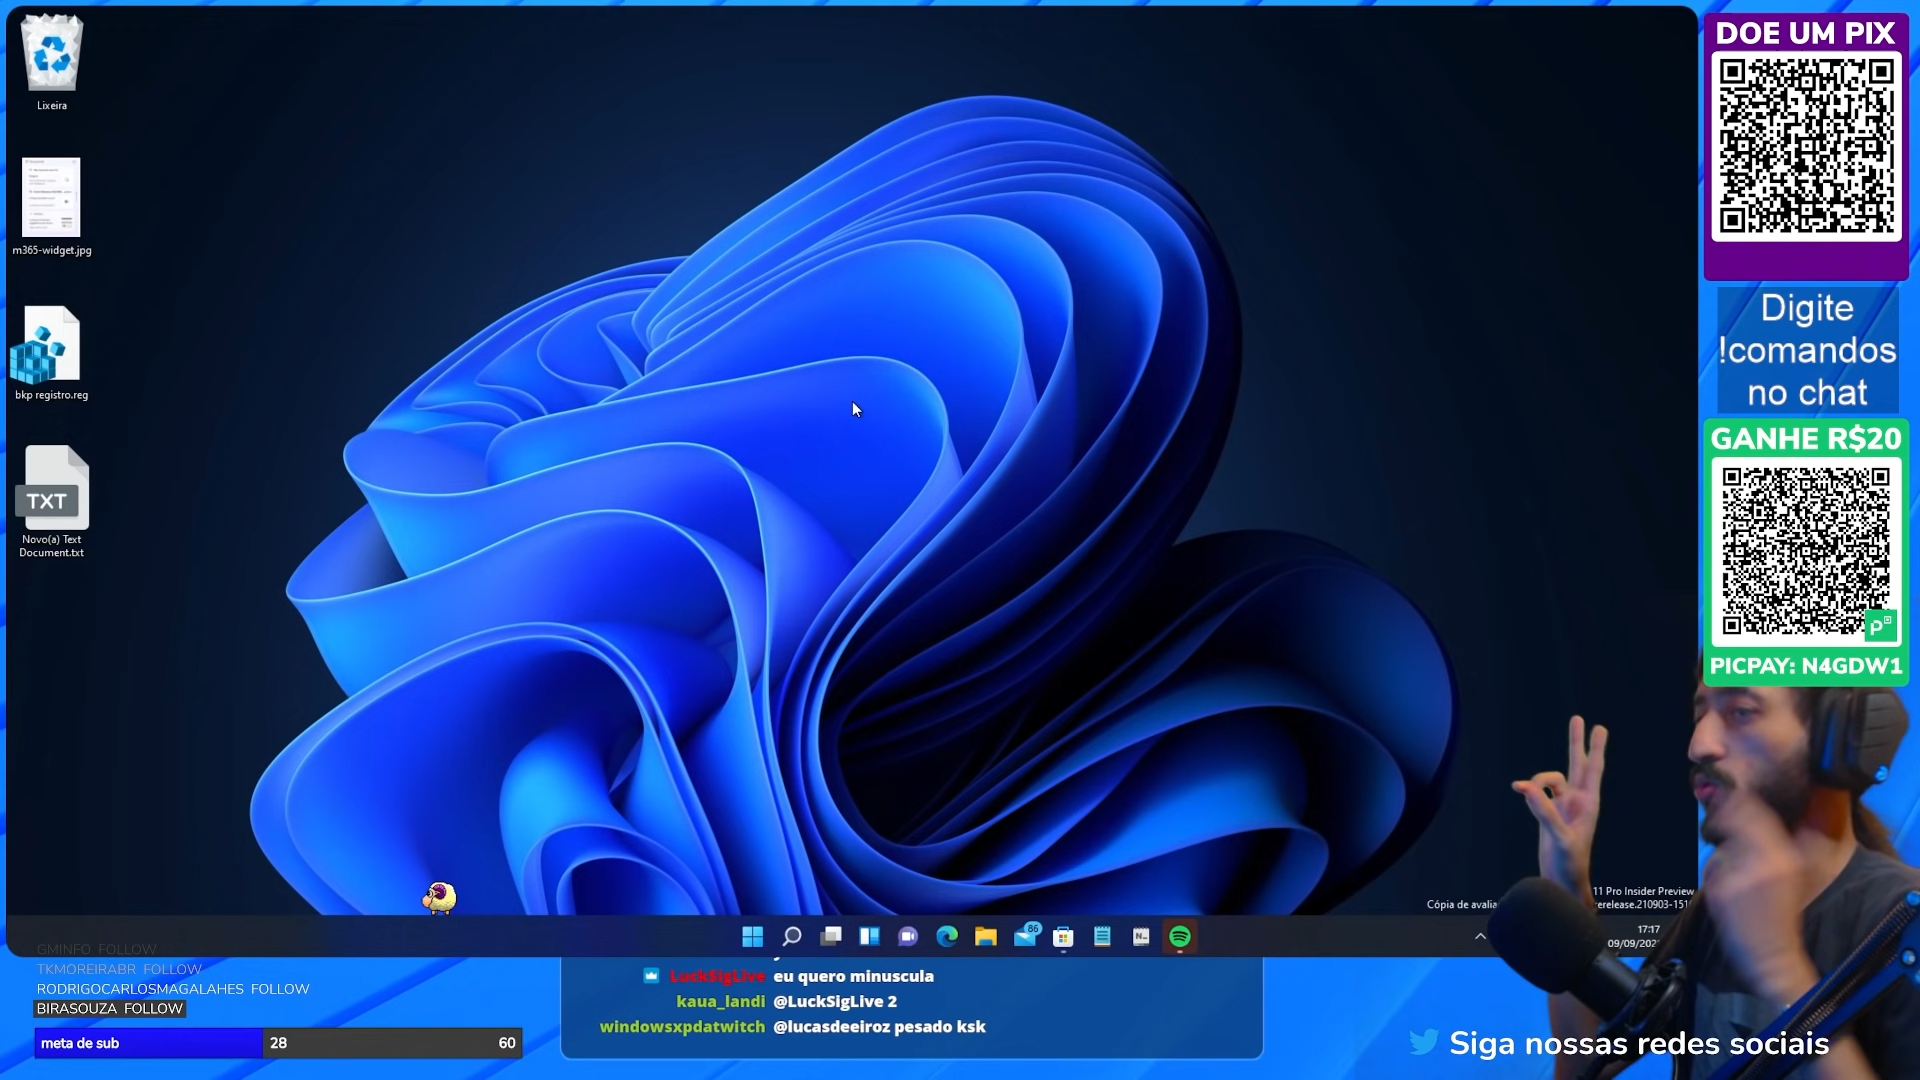 Lixeira
m365-widget.jpg
bkp registro.reg
TXT
Novo(a) Text
Document.txt
DOE UM PIX
Digite
!comandos
no chat
GANHE R$20
PICPAY: N4GDW1
11 Pro Insider Preview
Cópia de avalia
86
17:17
GMINFO FOLLOW
TKMOREIRABR FOLLOW
RODRIGOCARLOSMAGALAHES FOLLOW
BIRASOUZA FOLLOW
meta de sub 28 60
LuckSigLive eu quero minuscula
kaua_landi @LuckSigLive 2
windowsxpdatwitch @lucasdeeiroz pesado ksk
Siga nossas redes sociais